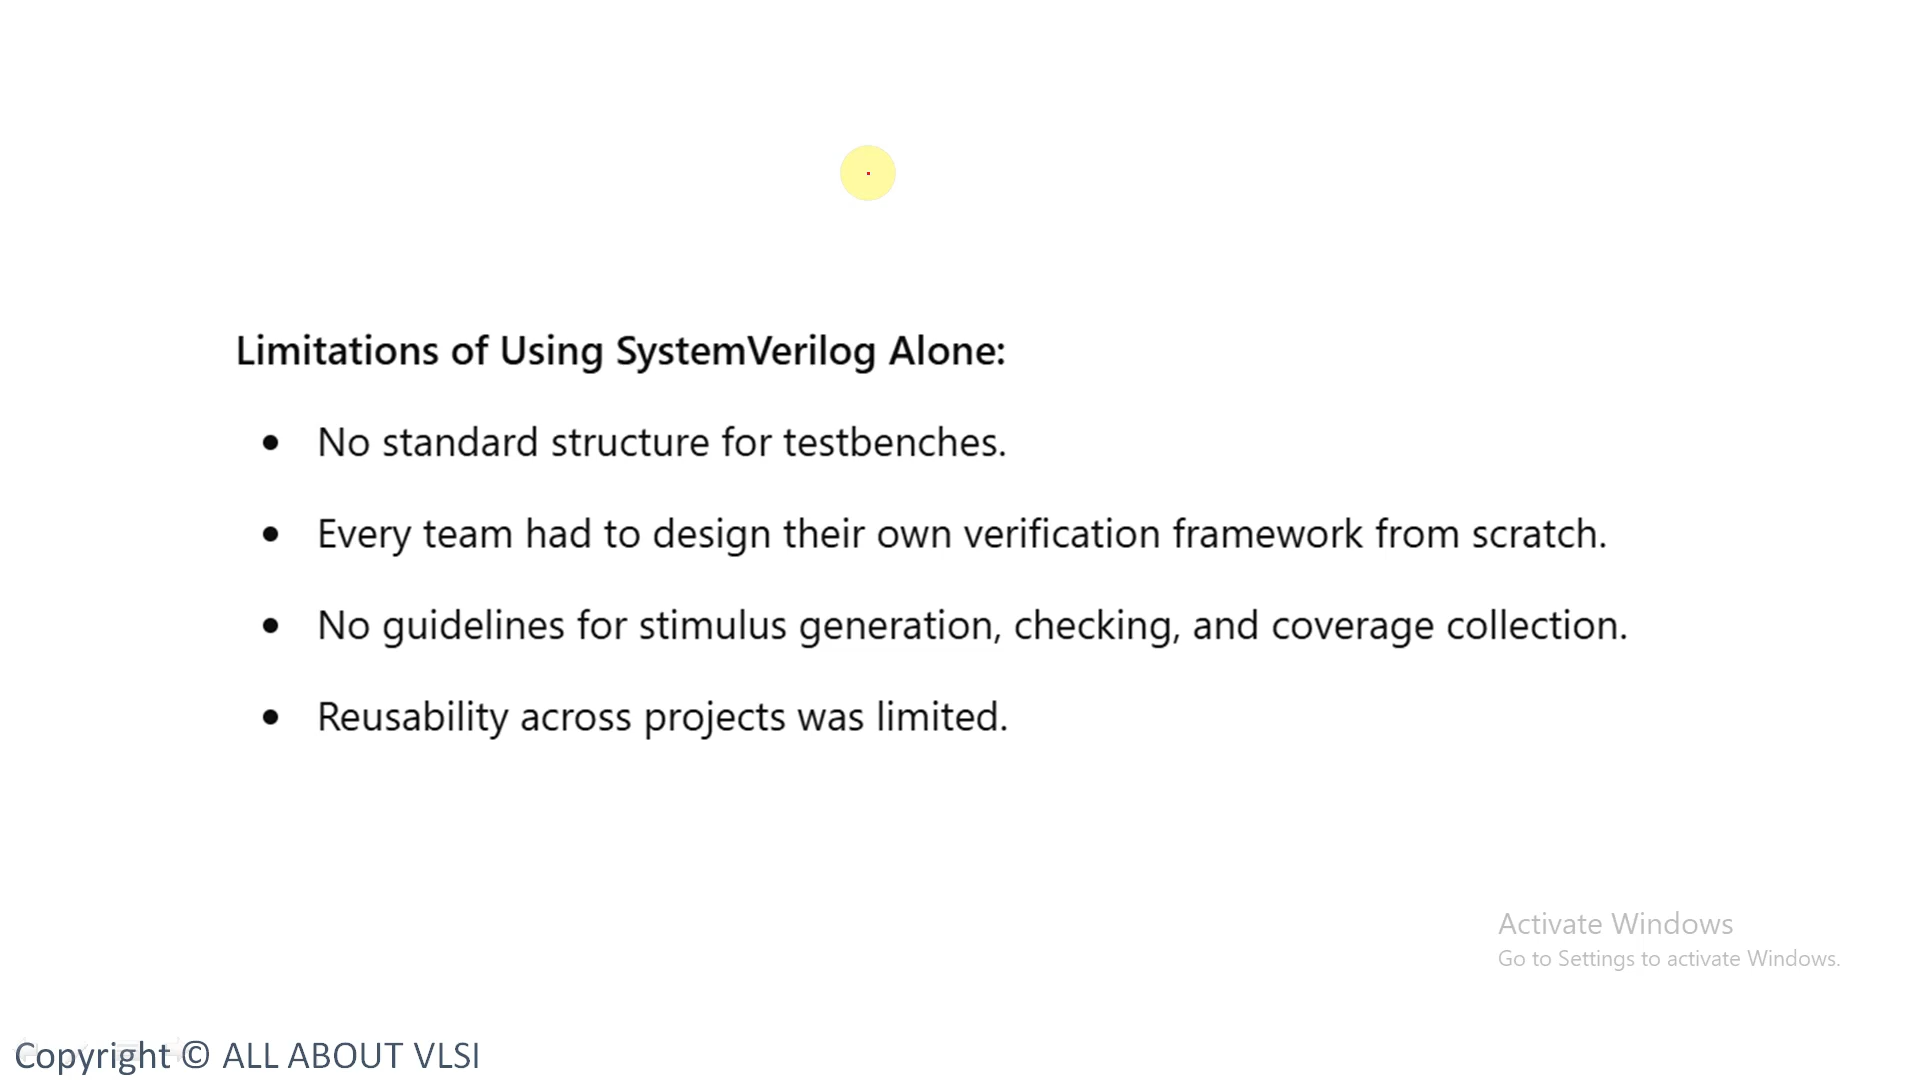 Limitations of Using SystemVerilog Alone:
● No standard structure for testbenches.
● Every team had to design their own verification framework from scratch.
● No guidelines for stimulus generation, checking, and coverage collection.
● Reusability across projects was limited.
Activate Windows
Go to Settings to activate Windows.
Copyright © ALL ABOUT VLSI